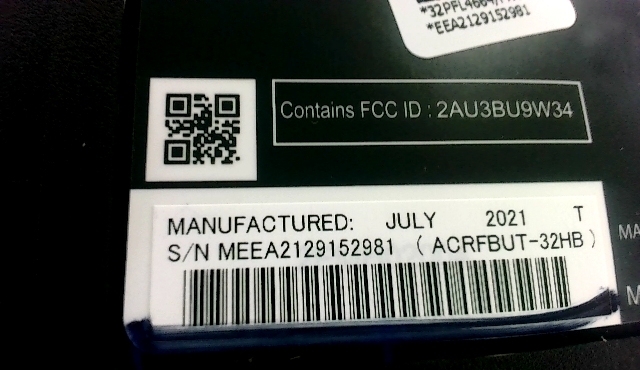 *EEA2129152981
Contains FCC ID : 2AU3BU9W34
MANUFACTURED: JULY 2021 T
S/N MEEA2129152981 ( ACRFBUT-32HB )